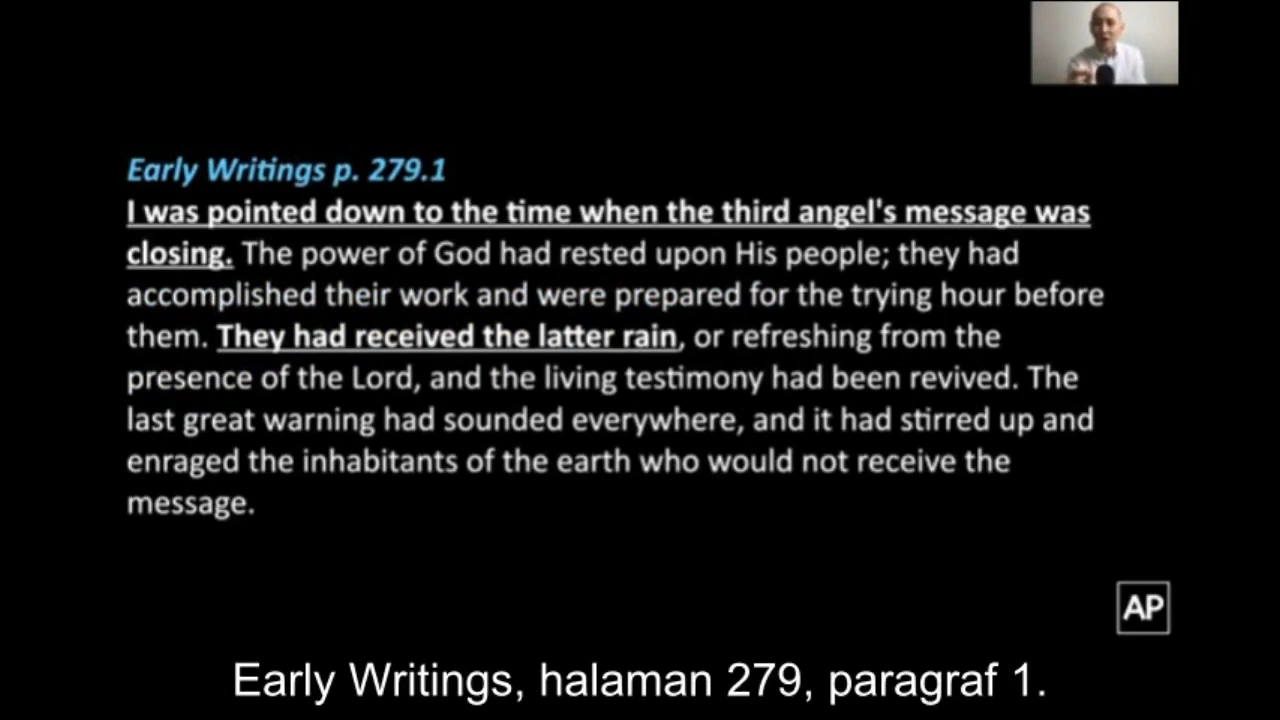 Early Writings p. 279.1
I was pointed down to the time when the third angel's message was
closing. The power of God had rested upon His people; they had
accomplished their work and were prepared for the trying hour before
them. They had received the latter rain, or refreshing from the
presence of the Lord, and the living testimony had been revived. The
last great warning had sounded everywhere, and it had stirred up and
enraged the inhabitants of the earth who would not receive the
message.
AP
Early Writings, halaman 279, paragraf 1.